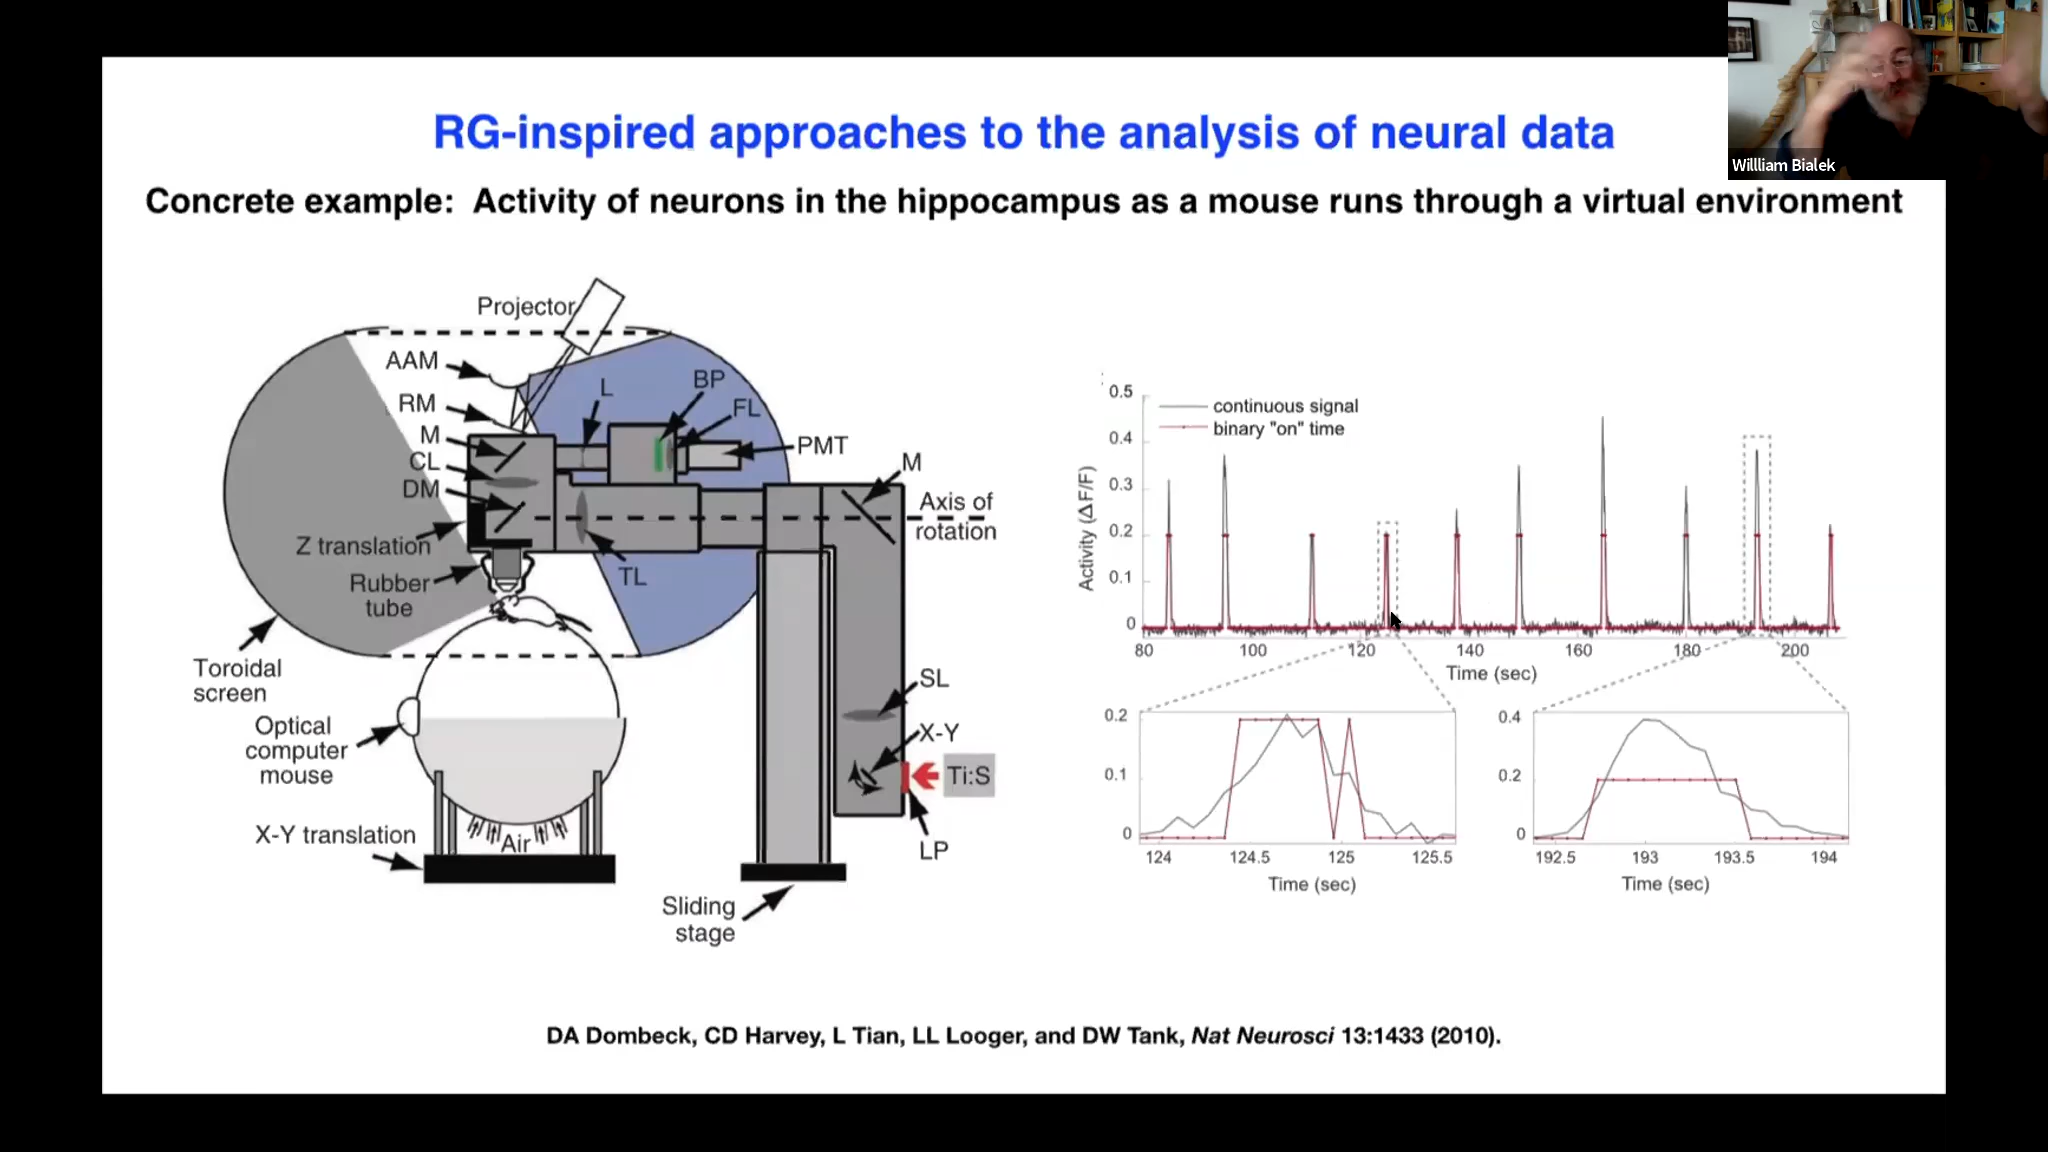 RG-inspired approaches to the analysis of neural data
Willliam Bialek
Concrete example: Activity of neurons in the hippocampus as a mouse runs through a virtual environment
Projector
AAM
RM
M
CL
DM
Z translation
Rubber
tube
L
BP
FL
PMT
M
Axis of
rotation
TL
Toroidal
screen
Optical
computer
mouse
X-Y translation
Air
SL
X-Y
Ti:S
LP
Sliding
stage
continuous signal
binary "on" time
Activity (ΔF/F)
0.5
0.4
0.3
0.2
0.1
0
80 100 120 140 160 180 200
Time (sec)
0.2
0.1
0
124 124.5 125 125.5
Time (sec)
0.4
0.2
0
192.5 193 193.5 194
Time (sec)
DA Dombeck, CD Harvey, L Tian, LL Looger, and DW Tank, Nat Neurosci 13:1433 (2010).